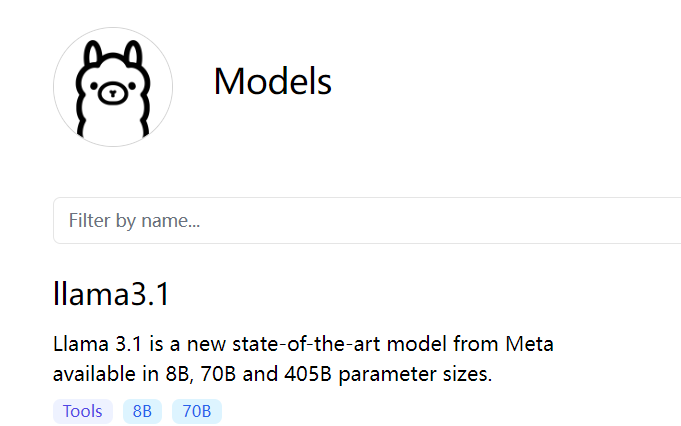 Models
Filter by name...
llama3.1
Llama 3.1 is a new state-of-the-art model from Meta
available in 8B, 70B and 405B parameter sizes.
Tools 8B 70B